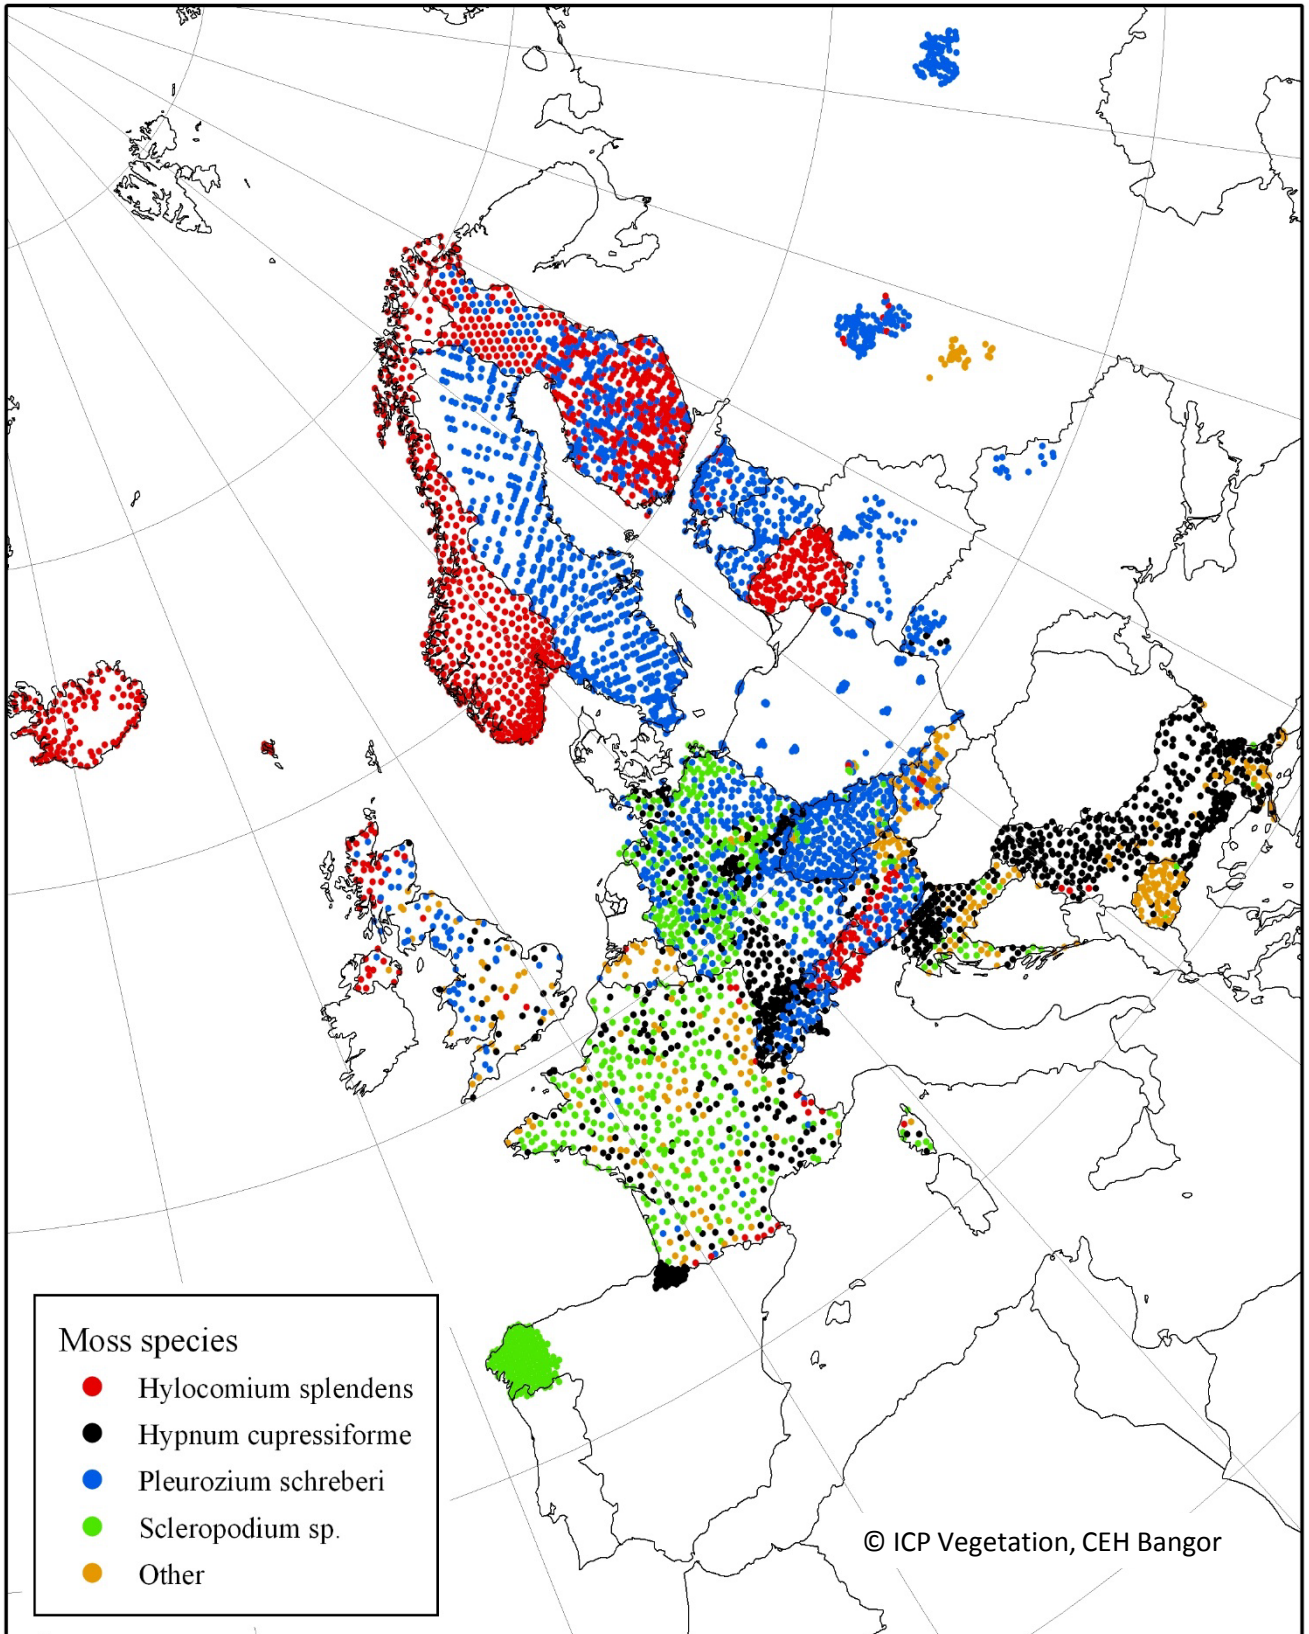 © ICP Vegetation, CEH Bangor
Moss species
Hylocomium splendens
Hypnum cupressiforme
Pleurozium schreberi
Scleropodium sp.
Other